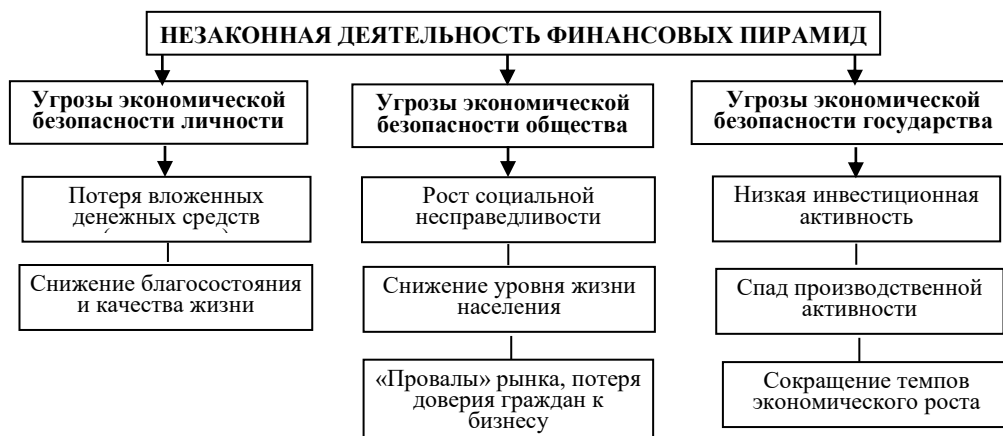 НЕЗАКОННАЯ ДЕЯТЕЛЬНОСТЬ ФИНАНСОВЫХ ПИРАМИД
Угрозы экономической
безопасности личности
Потеря вложенных
денежных средств
Снижение благосостояния
и качества жизни
Угрозы экономической
безопасности общества
Рост социальной
несправедливости
Снижение уровня жизни
населения
«Провалы» рынка, потеря
доверия граждан к
бизнесу
Угрозы экономической
безопасности государства
Низкая инвестиционная
активность
Спад производственной
активности
Сокращение темпов
экономического роста